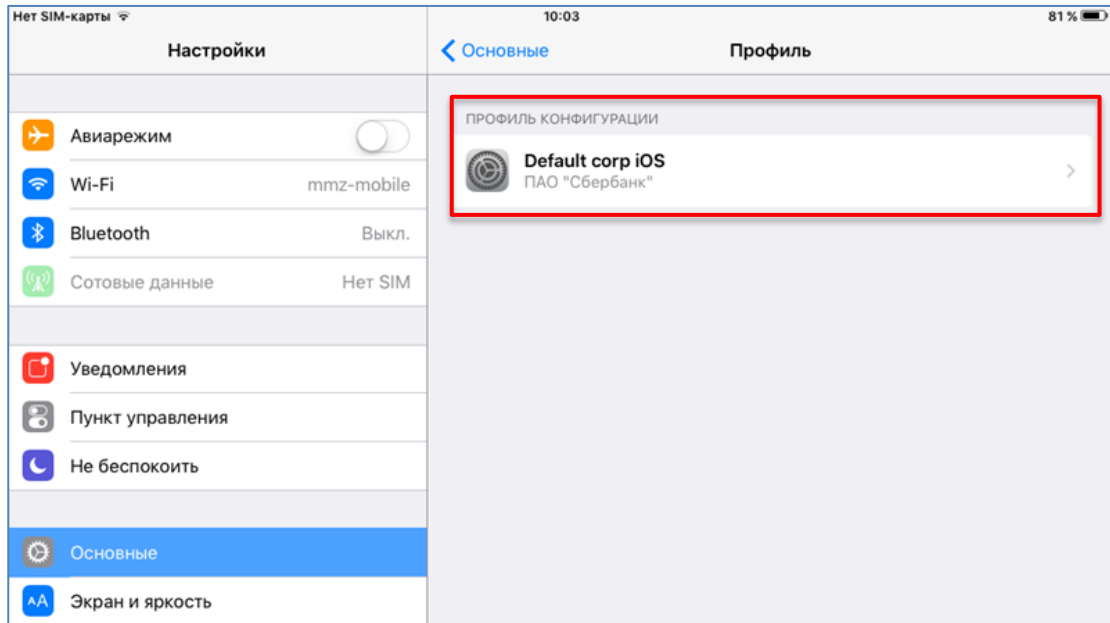 Нет SIM-карты 10:03 81 %
Настройки
Основные Профиль
Авиарежим
Wi-Fi mmz-mobile
Bluetooth Выкл.
Сотовые данные Нет SIM
Уведомления
Пункт управления
Не беспокоить
Основные
AA Экран и яркость
ПРОФИЛЬ КОНФИГУРАЦИИ
Default corp iOS
ПАО "Сбербанк"